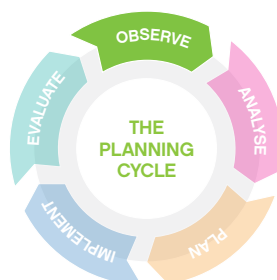 OBSERVE
ANALYSE
PLAN
IMPLEMENT
EVALUATE
THE
PLANNING
CYCLE